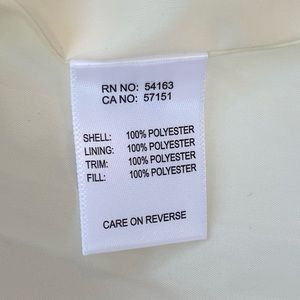 RN NO: 54163
CA NO: 57151
SHELL: 100% POLYESTER
LINING: 100% POLYESTER
TRIM: 100% POLYESTER
FILL: 100% POLYESTER
CARE ON REVERSE